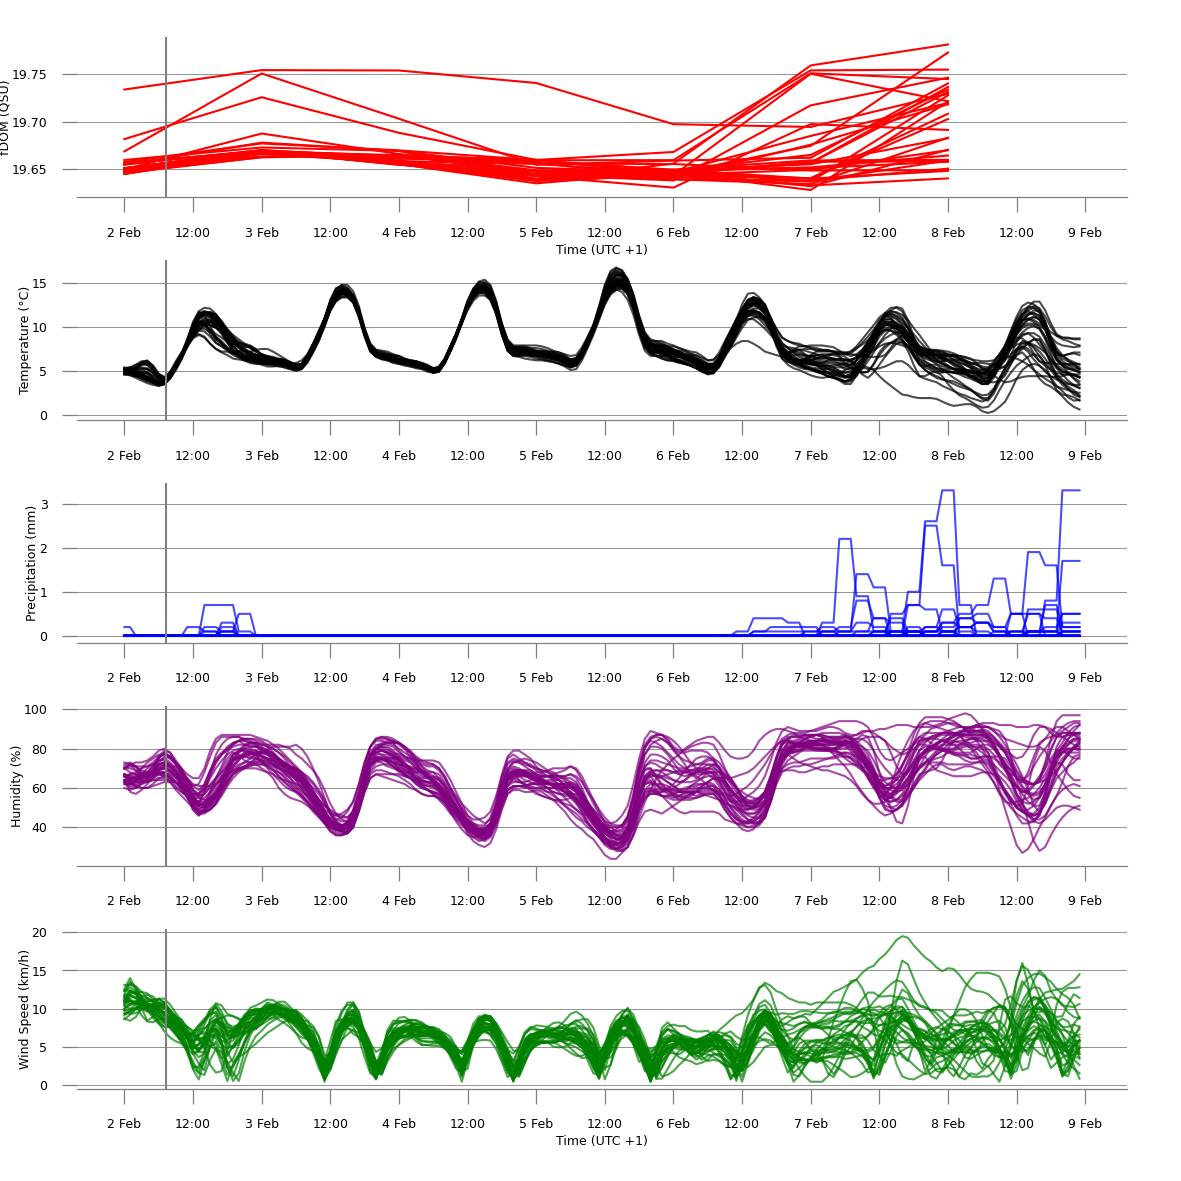 19.75
19.70
19.65
fDOM (QSU)
2 Feb 12:00 3 Feb 12:00 4 Feb 12:00 5 Feb 12:00 6 Feb 12:00 7 Feb 12:00 8 Feb 12:00 9 Feb
Time (UTC +1)
15
10
5
0
Temperature (°C)
2 Feb 12:00 3 Feb 12:00 4 Feb 12:00 5 Feb 12:00 6 Feb 12:00 7 Feb 12:00 8 Feb 12:00 9 Feb
3
2
1
0
Precipitation (mm)
2 Feb 12:00 3 Feb 12:00 4 Feb 12:00 5 Feb 12:00 6 Feb 12:00 7 Feb 12:00 8 Feb 12:00 9 Feb
100
80
60
40
Humidity (%)
2 Feb 12:00 3 Feb 12:00 4 Feb 12:00 5 Feb 12:00 6 Feb 12:00 7 Feb 12:00 8 Feb 12:00 9 Feb
20
15
10
5
0
Wind Speed (km/h)
2 Feb 12:00 3 Feb 12:00 4 Feb 12:00 5 Feb 12:00 6 Feb 12:00 7 Feb 12:00 8 Feb 12:00 9 Feb
Time (UTC +1)